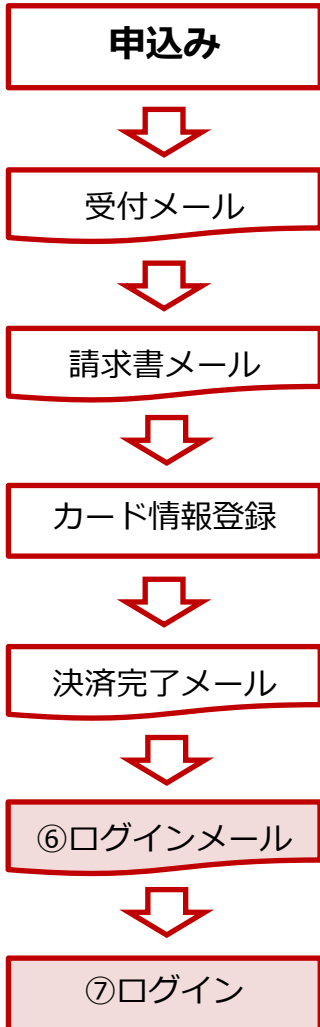 申込み
受付メール
請求書メール
カード情報登録
決済完了メール
⑥ログインメール
⑦ログイン